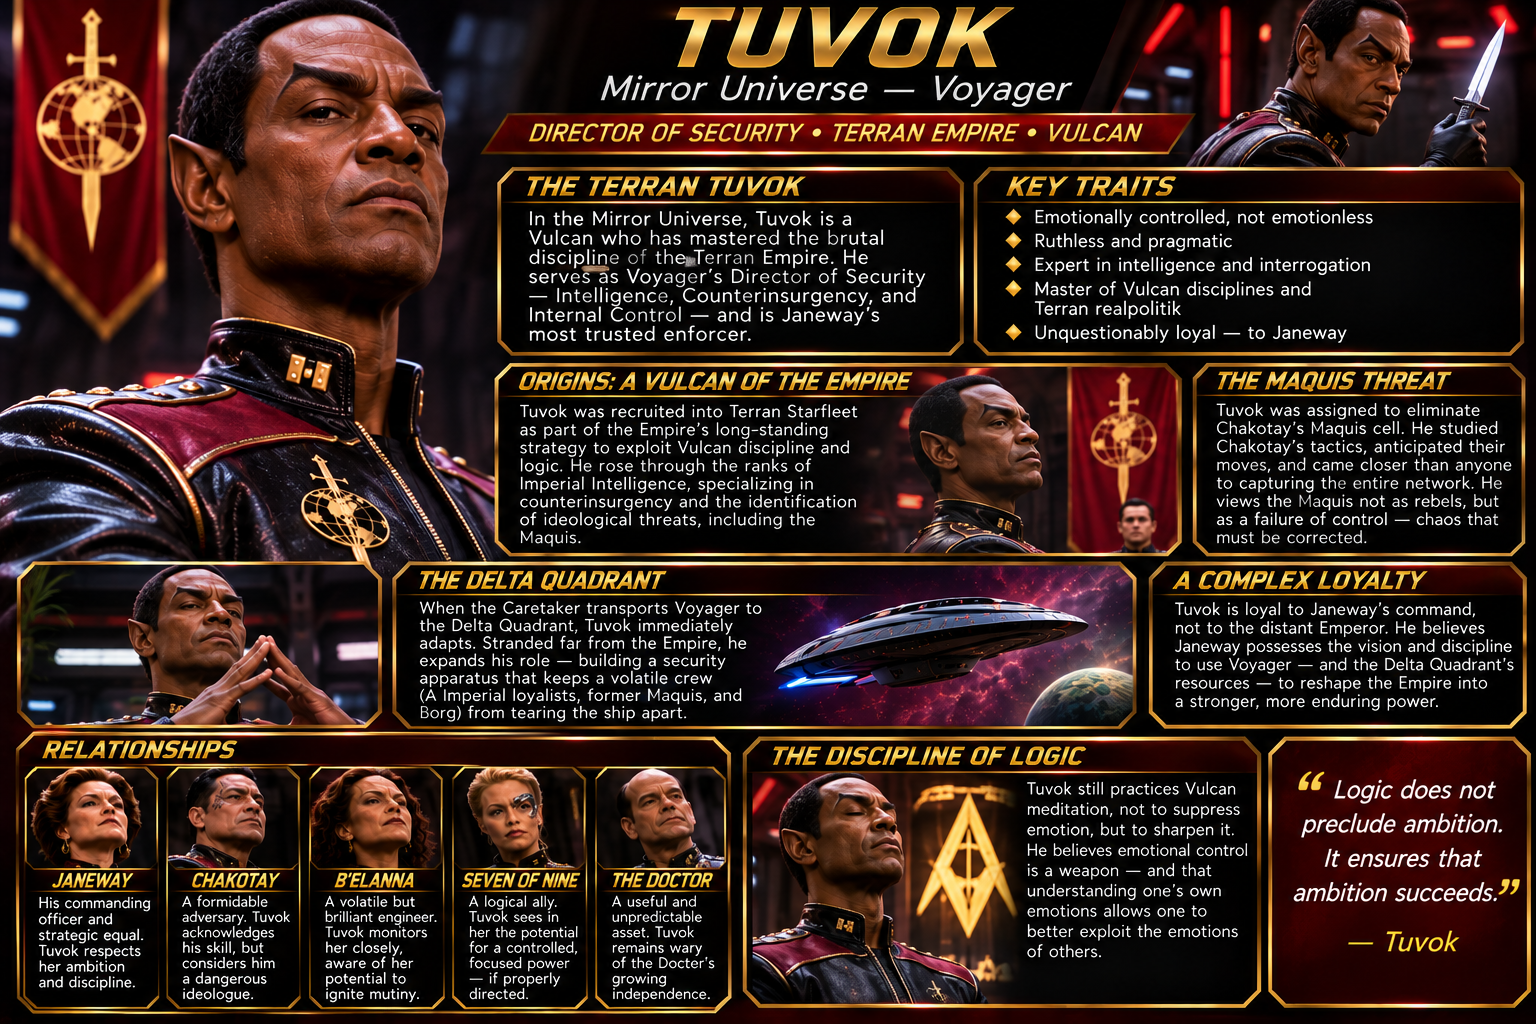 TUVOK
Mirror Universe — Voyager
DIRECTOR OF SECURITY • TERRAN EMPIRE • VULCAN
THE TERRAN TUVOK
In the Mirror Universe, Tuvok is a
Vulcan who has mastered the brutal
discipline of the Terran Empire. He
serves as Voyager's Director of Security
— Intelligence, Counterinsurgency, and
Internal Control — and is Janeway's
most trusted enforcer.
KEY TRAITS
Emotionally controlled, not emotionless
Ruthless and pragmatic
Expert in intelligence and interrogation
Master of Vulcan disciplines and
Terran realpolitik
Unquestionably loyal — to Janeway
ORIGINS: A VULCAN OF THE EMPIRE
Tuvok was recruited into Terran Starfleet
as part of the Empire's long-standing
strategy to exploit Vulcan discipline and
logic. He rose through the ranks of
Imperial Intelligence, specializing in
counterinsurgency and the identification
of ideological threats, including the
Maquis.
THE MAQUIS THREAT
Tuvok was assigned to eliminate
Chakotay's Maquis cell. He studied
Chakotay's tactics, anticipated their
moves, and came closer than anyone
to capturing the entire network. He
views the Maquis not as rebels, but
as a failure of control — chaos that
must be corrected.
THE DELTA QUADRANT
When the Caretaker transports Voyager to
the Delta Quadrant, Tuvok immediately
adapts. Stranded far from the Empire, he
expands his role — building a security
apparatus that keeps a volatile crew
(A Imperial loyalists, former Maquis, and
Borg) from tearing the ship apart.
A COMPLEX LOYALTY
Tuvok is loyal to Janeway's command,
not to the distant Emperor. He believes
Janeway possesses the vision and discipline
to use Voyager — and the Delta Quadrant's
resources — to reshape the Empire into
a stronger, more enduring power.
RELATIONSHIPS
JANEWAY
His commanding
officer and
strategic equal.
Tuvok respects
her ambition
and discipline.
CHAKOTAY
A formidable
adversary. Tuvok
acknowledges
his skill, but
considers him
a dangerous
ideologue.
B'ELANNA
A volatile but
brilliant engineer.
Tuvok monitors
her closely,
aware of her
potential to
ignite mutiny.
SEVEN OF NINE
A logical ally.
Tuvok sees in
her the potential
for a controlled,
focused power
— if properly
directed.
THE DOCTOR
A useful and
unpredictable
asset. Tuvok
remains wary
of the Docter's
growing
independence.
THE DISCIPLINE OF LOGIC
Tuvok still practices Vulcan
meditation, not to suppress
emotion, but to sharpen it.
He believes emotional control
is a weapon — and that
understanding one's own
emotions allows one to
better exploit the emotions
of others.
“ Logic does not
preclude ambition.
It ensures that
ambition succeeds.”
— Tuvok